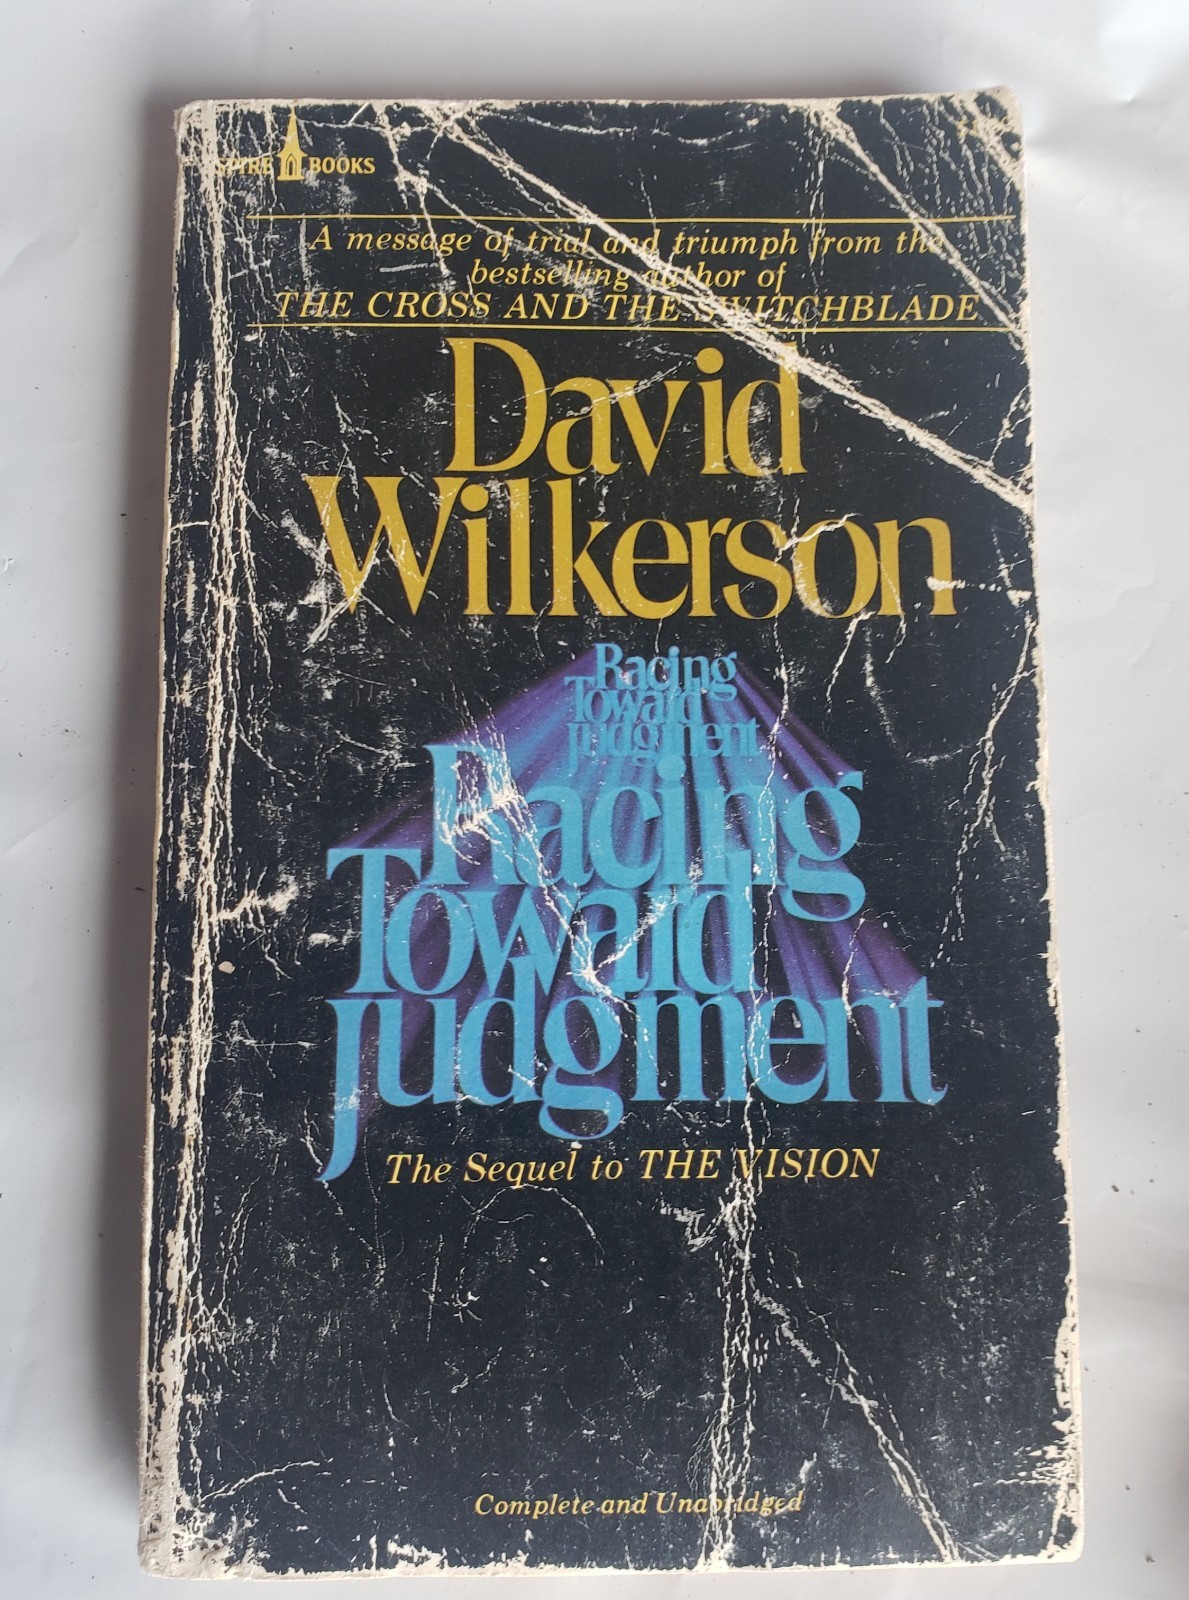 SPIRE BOOKS
A message of trial and triumph from the
bestselling author of
THE CROSS AND THE SWITCHBLADE
David
Wilkerson
Racing
Toward
Judgment
Racing
Toward
Judgment
The Sequel to THE VISION
Complete and Unabridged